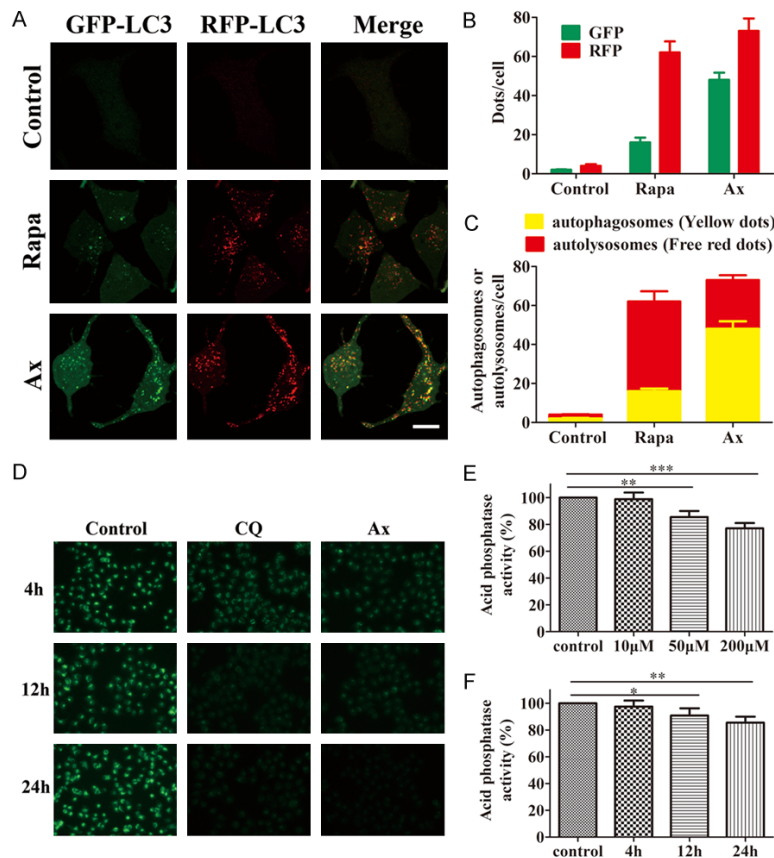 A
GFP-LC3 RFP-LC3 Merge
Control
Rapa
Ax
B
GFP
RFP
Dots/cell
80
60
40
20
0
Control Rapa Ax
C
autophagosomes (Yellow dots)
autolysosomes (Free red dots)
Autophagosomes or
autolysosomes/cell
80
60
40
20
0
Control Rapa Ax
D
Control CQ Ax
4h
12h
24h
E
***
**
Acid phosphatase
activity (%)
100
80
60
40
20
0
control 10μM 50μM 200μM
F
**
*
Acid phosphatase
activity (%)
100
80
60
40
20
0
control 4h 12h 24h